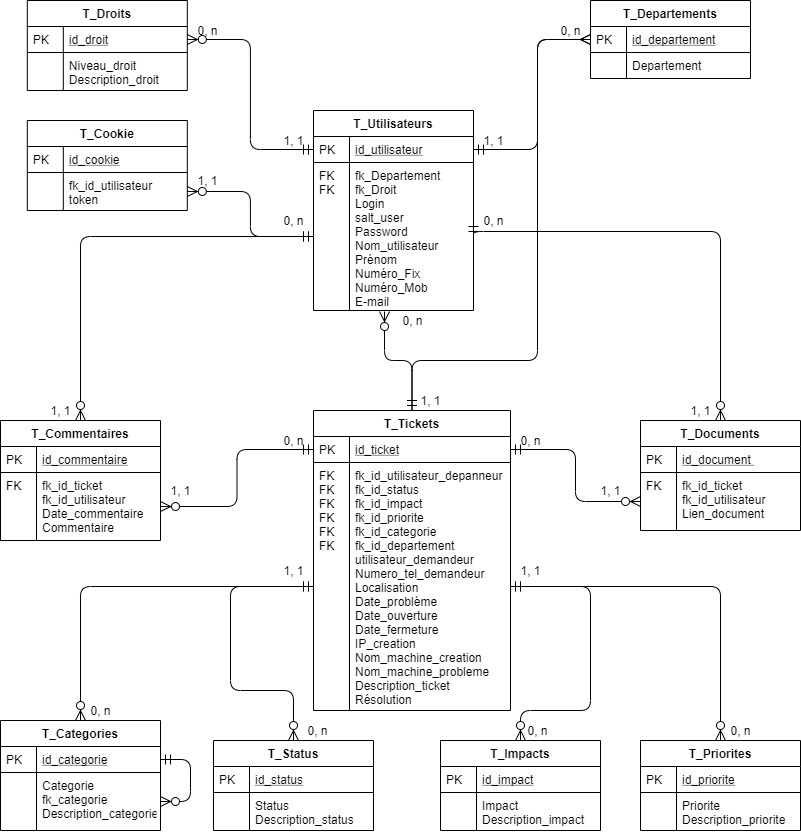 T_Droits
PK id_droit
Niveau_droit
Description_droit
0, n
T_Departements
PK id_departement
Departement
0, n
T_Cookie
PK id_cookie
fk_id_utilisateur
token
1, 1
T_Utilisateurs
PK id_utilisateur
FK fk_Departement
FK fk_Droit
Login
salt_user
Password
Nom_utilisateur
Prénom
Numéro_Fix
Numéro_Mob
E-mail
1, 1
1, 1
0, n
0, n
0, n
1, 1
1, 1
1, 1
T_Commentaires
PK id_commentaire
FK fk_id_ticket
fk_id_utilisateur
Date_commentaire
Commentaire
0, n
1, 1
T_Tickets
PK id_ticket
FK fk_id_utilisateur_depanneur
FK fk_id_status
FK fk_id_impact
FK fk_id_priorite
FK fk_id_categorie
FK fk_id_departement
utilisateur_demandeur
Numero_tel_demandeur
Localisation
Date_problème
Date_ouverture
Date_fermeture
IP_creation
Nom_machine_creation
Nom_machine_probleme
Description_ticket
Résolution
0, n
1, 1
T_Documents
PK id_document
FK fk_id_ticket
fk_id_utilisateur
Lien_document
1, 1
1, 1
0, n
0, n
0, n
0, n
T_Categories
PK id_categorie
Categorie
fk_categorie
Description_categorie
T_Status
PK id_status
Status
Description_status
T_Impacts
PK id_impact
Impact
Description_impact
T_Priorites
PK id_priorite
Priorite
Description_priorite